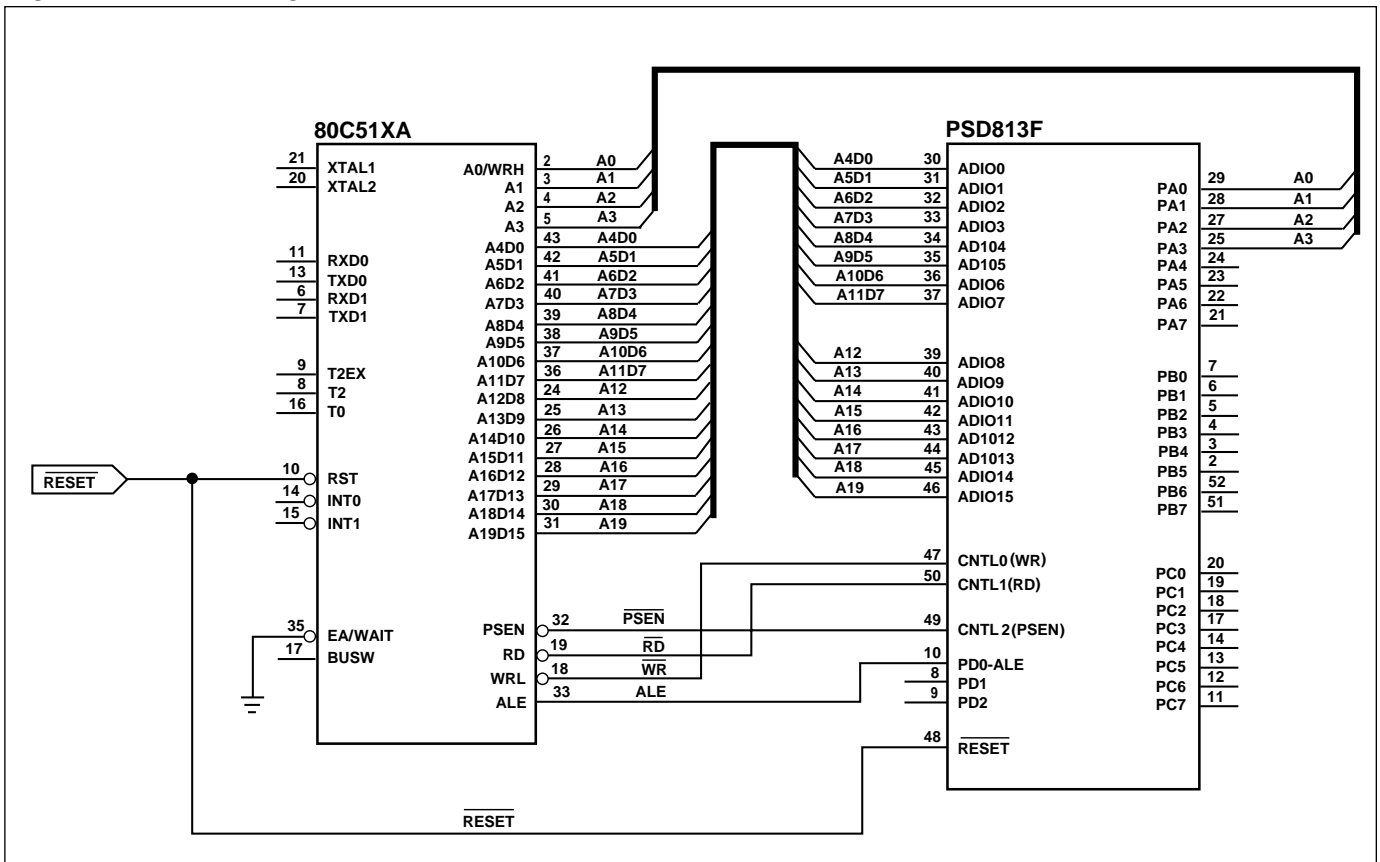 80C51XA
21 XTAL1
20 XTAL2
11 RXD0
13 TXD0
6 RXD1
7 TXD1
9 T2EX
8 T2
16 T0
RESET
10 RST
14 INT0
15 INT1
35 EA/WAIT
17 BUSW
A0/WRH 2 A0
A1 3 A1
A2 4 A2
A3 5 A3
A4D0 43 A4D0
A5D1 42 A5D1
A6D2 41 A6D2
A7D3 40 A7D3
A8D4 39 A8D4
A9D5 38 A9D5
A10D6 37 A10D6
A11D7 36 A11D7
A12D8 24 A12
A13D9 25 A13
A14D10 26 A14
A15D11 27 A15
A16D12 28 A16
A17D13 29 A17
A18D14 30 A18
A19D15 31 A19
PSEN 32 PSEN
RD 19 RD
WRL 18 WR
ALE 33 ALE
RESET
PSD813F
A4D0 30 ADIO0
A5D1 31 ADIO1
A6D2 32 ADIO2
A7D3 33 ADIO3
A8D4 34 AD104
A9D5 35 AD105
A10D6 36 ADIO6
A11D7 37 ADIO7
A12 39 ADIO8
A13 40 ADIO9
A14 41 ADIO10
A15 42 ADIO11
A16 43 AD1012
A17 44 AD1013
A18 45 ADIO14
A19 46 ADIO15
47 CNTL0(WR)
50 CNTL1(RD)
49 CNTL 2(PSEN)
10 PD0-ALE
8 PD1
9 PD2
48 RESET
PA0 29 A0
PA1 28 A1
PA2 27 A2
PA3 25 A3
PA4 24
PA5 23
PA6 22
PA7 21
PB0 7
PB1 6
PB2 5
PB3 4
PB4 3
PB5 2
PB6 52
PB7 51
PC0 20
PC1 19
PC2 18
PC3 17
PC4 14
PC5 13
PC6 12
PC7 11